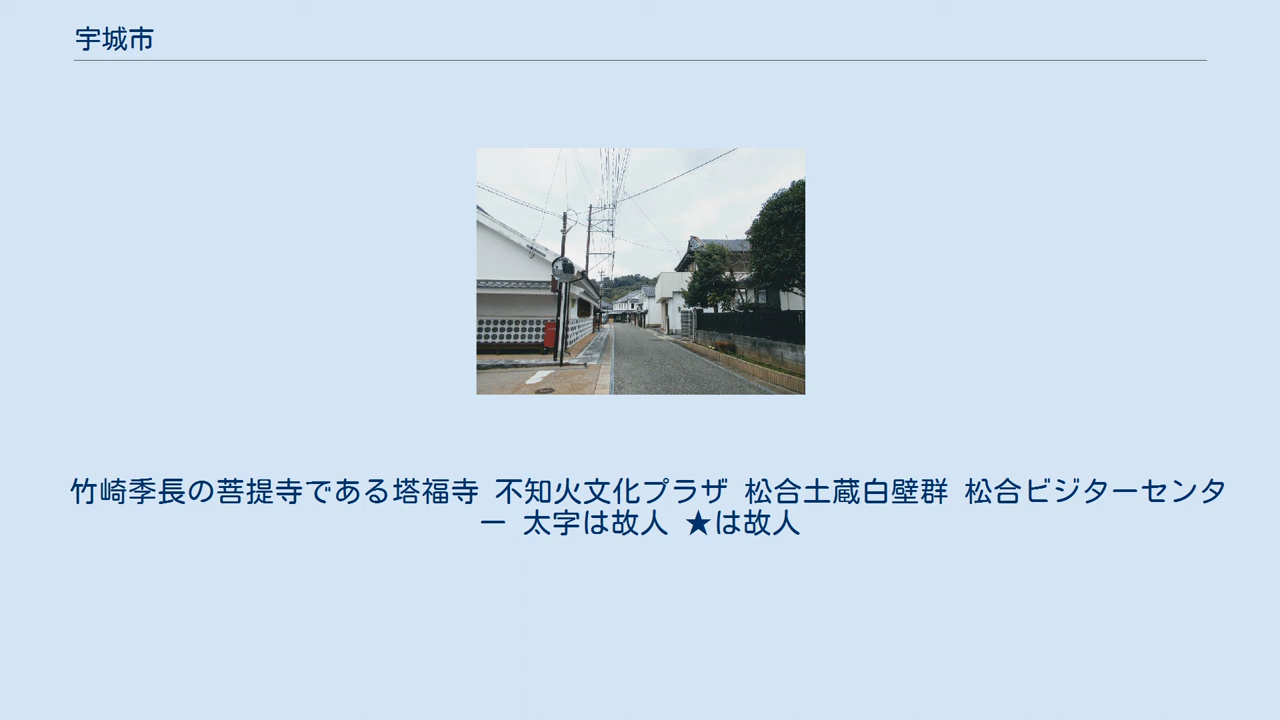 宇城市
竹崎季長の菩提寺である塔福寺 不知火文化プラザ 松合土蔵白壁群 松合ビジターセンタ
ー 太字は故人 ★は故人